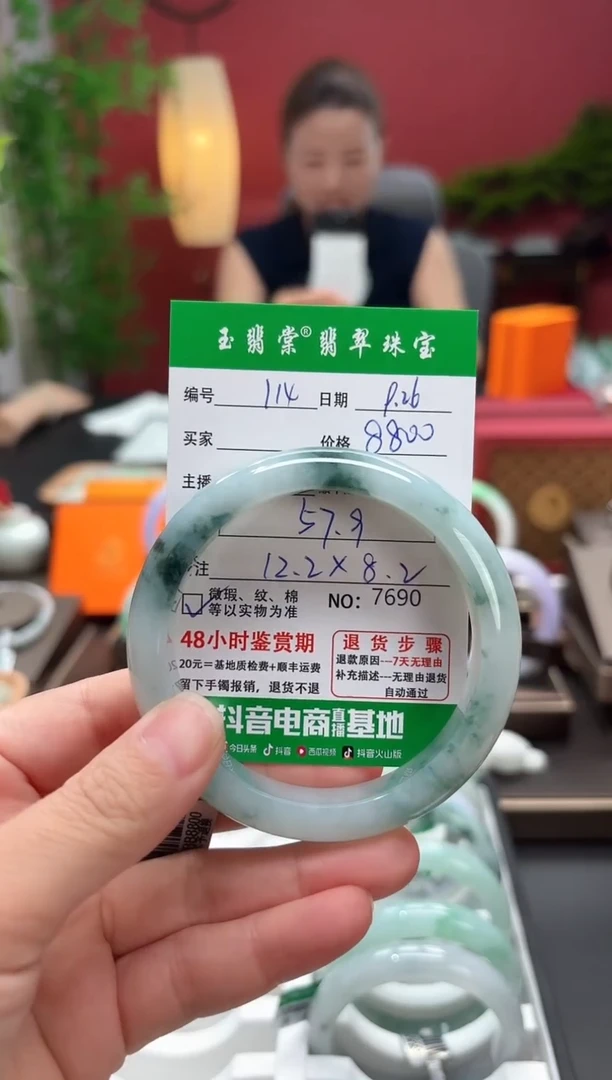 玉翡棠®翡翠珠宝
编号 114 日期 9.26
买家 价格 8800
主播
57.9
注 12.2×8.2
微瑕、纹、棉
等以实物为准
NO: 7690
48小时鉴赏期
20元=基地质检费+顺丰运费
留下手镯报销，退货不退
退货步骤
退款原因---7天无理由
补充描述---无理由退货
自动通过
抖音电商直播基地
今日头条 抖音 西瓜视频 抖音火山版